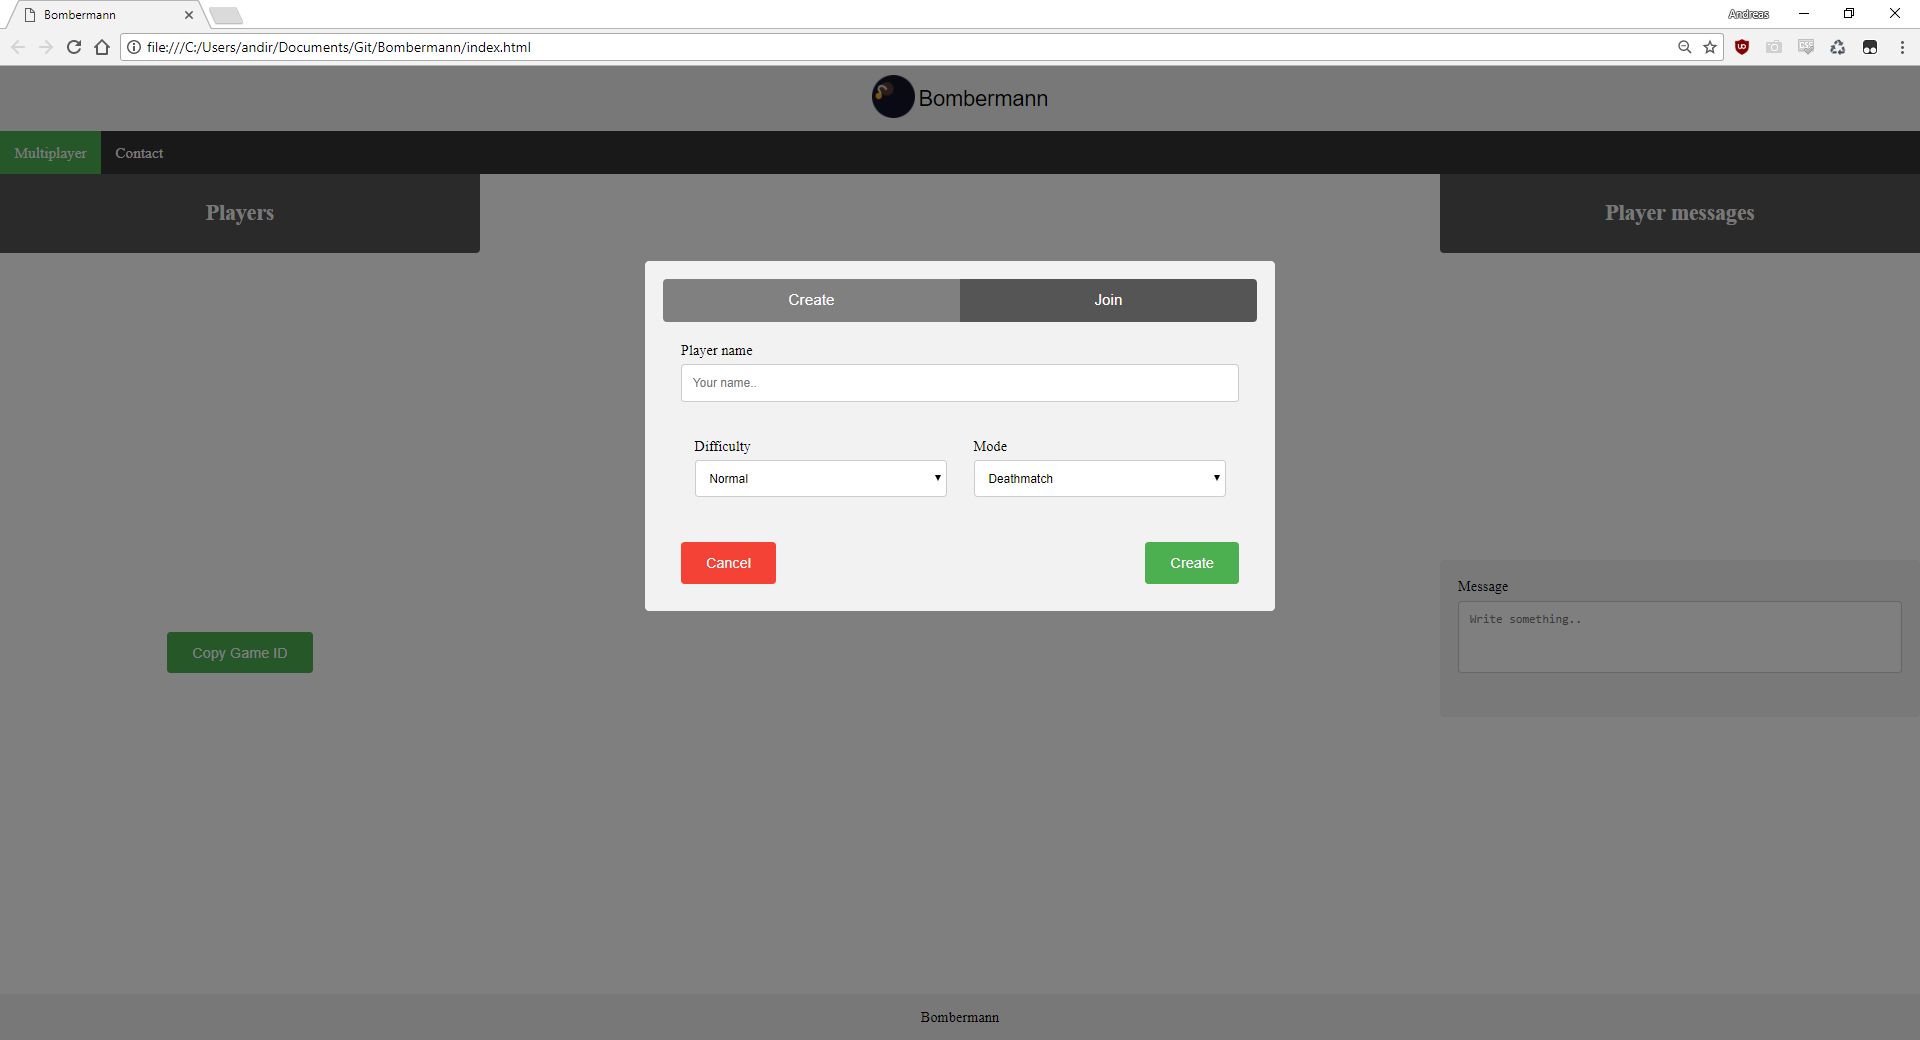 Bombermann
Andreas
file:///C:/Users/andir/Documents/Git/Bombermann/index.html
Bombermann
Multiplayer
Contact
Players
Player messages
Create
Join
Player name
Your name..
Difficulty
Mode
Normal
Deathmatch
Cancel
Create
Message
Write something..
Copy Game ID
Bombermann